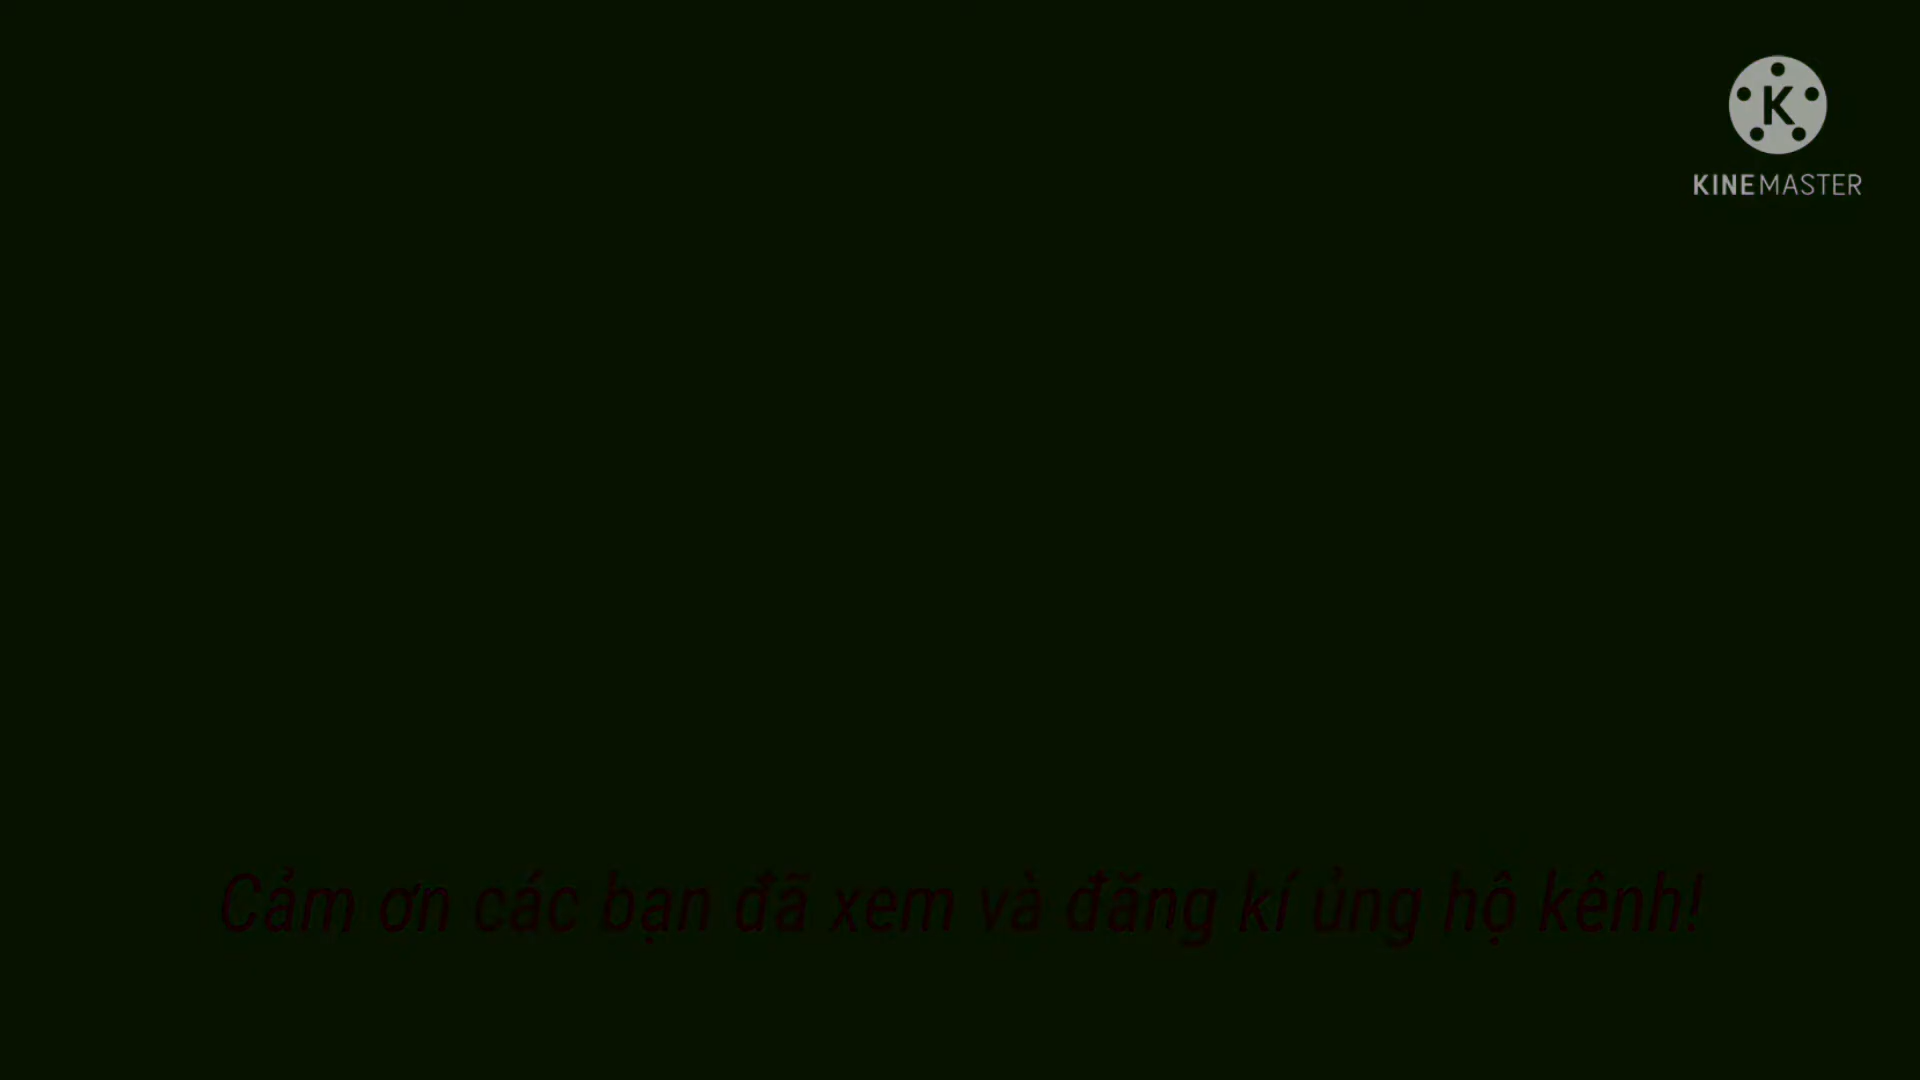 K
KINEMASTER
Cảm ơn các bạn đã xem và đăng kí ủng hộ kênh!